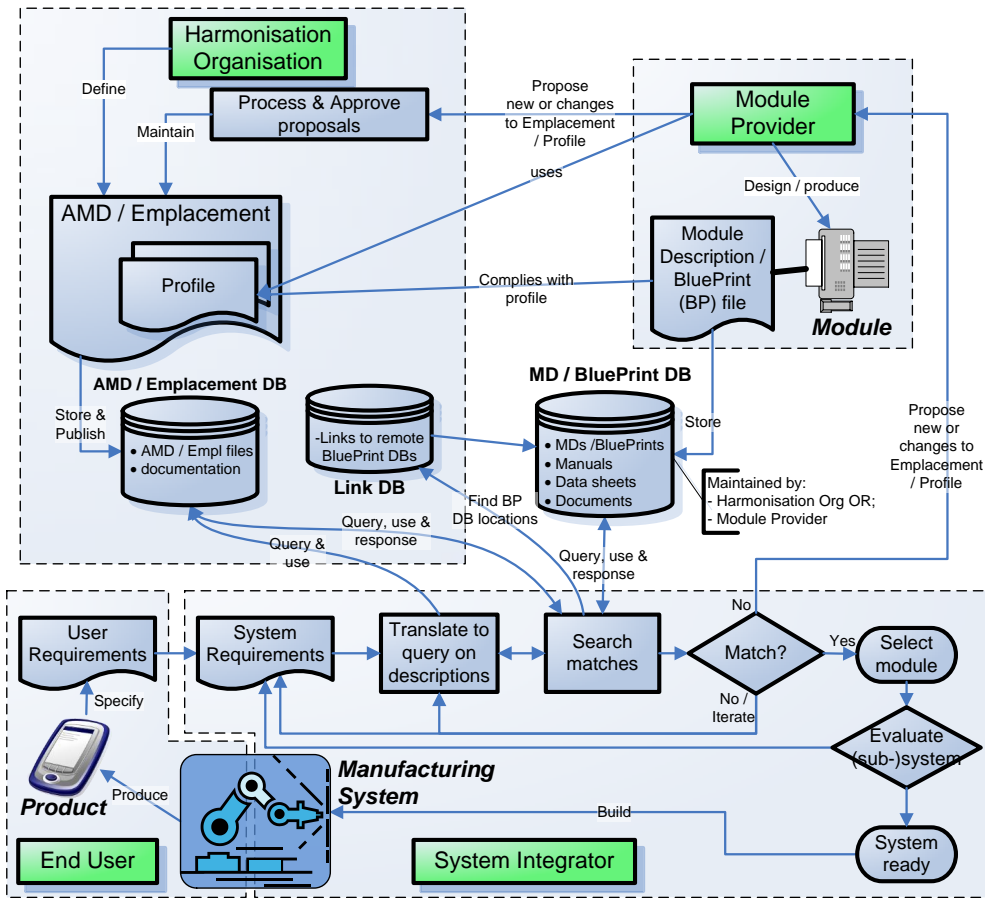 Harmonisation
Organisation
Define
Process & Approve
proposals
Maintain
Propose
new or changes
to Emplacement
/ Profile
uses
Module
Provider
Design / produce
AMD / Emplacement
Profile
Complies with
profile
Module
Description /
BluePrint
(BP) file
Module
Store &
Publish
AMD / Emplacement DB
• AMD / Empl files
• documentation
-Links to remote
BluePrint DBs
Link DB
MD / BluePrint DB
• MDs /BluePrints
• Manuals
• Data sheets
• Documents
Store
Maintained by:
- Harmonisation Org OR;
- Module Provider
Propose
new or
changes to
Emplacement
/ Profile
Find BP
DB locations
Query, use &
response
Query &
use
Query, use &
response
User
Requirements
System
Requirements
Translate to
query on
descriptions
Search
matches
Match?
No
Yes
Select
module
No /
Iterate
Specify
Evaluate
(sub-)system
Product
Produce
Manufacturing
System
Build
System
ready
End User
System Integrator